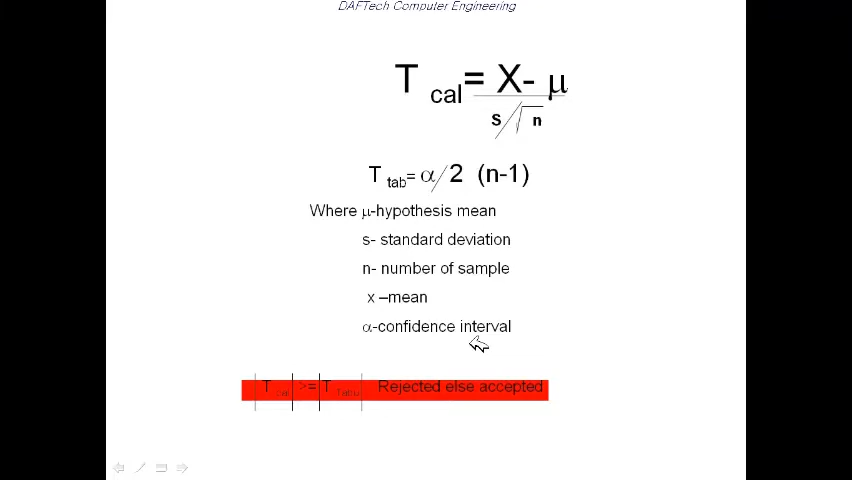 DAFTech Computer Engineering
T cal= X- μ
s/√n
T tab= α/2 (n-1)
Where μ-hypothesis mean
s- standard deviation
n- number of sample
x –mean
α-confidence interval
|T cal| >=|T | Rejected else accepted